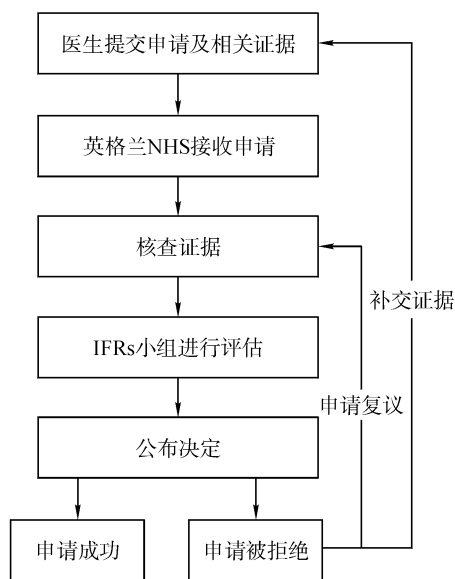 医生提交申请及相关证据
英格兰NHS接收申请
核查证据
补交证据
IFRs小组进行评估
申请复议
公布决定
申请成功
申请被拒绝